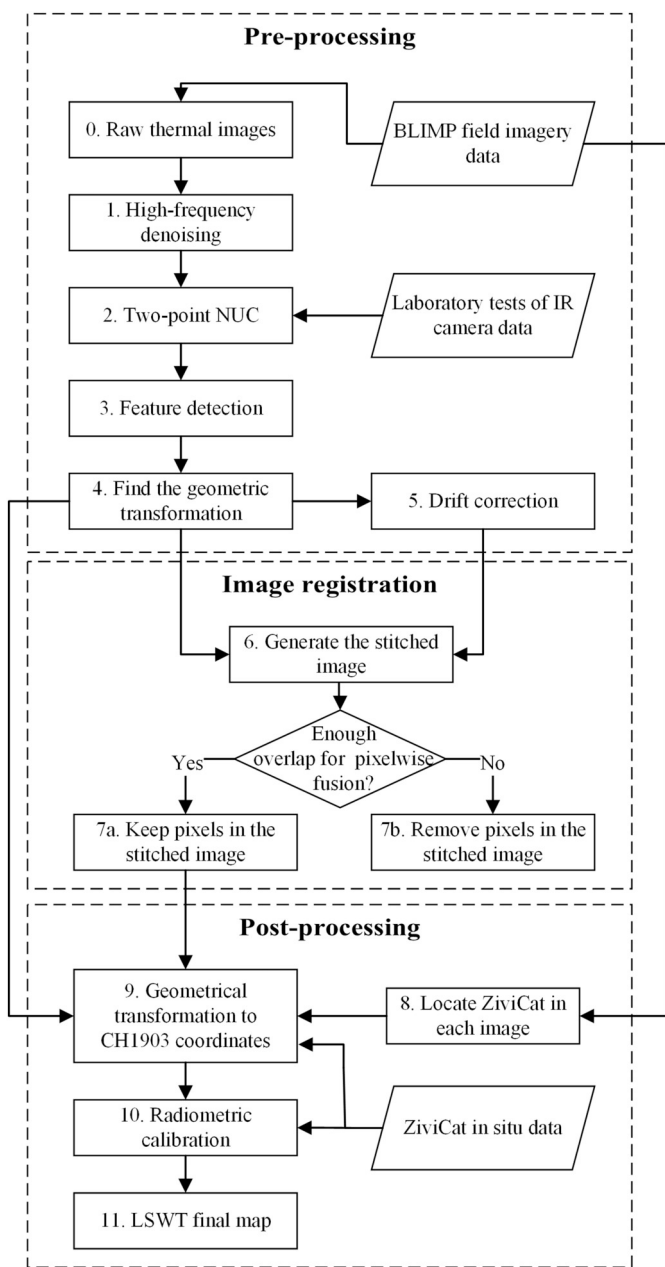 Pre-processing
0. Raw thermal images
BLIMP field imagery
data
1. High-frequency
denoising
2. Two-point NUC
Laboratory tests of IR
camera data
3. Feature detection
4. Find the geometric
transformation
5. Drift correction
Image registration
6. Generate the stitched
image
Enough
overlap for pixelwise
fusion?
Yes
No
7a. Keep pixels in the
stitched image
7b. Remove pixels in the
stitched image
Post-processing
9. Geometrical
transformation to
CH1903 coordinates
8. Locate ZiviCat in
each image
10. Radiometric
calibration
ZiviCat in situ data
11. LSWT final map